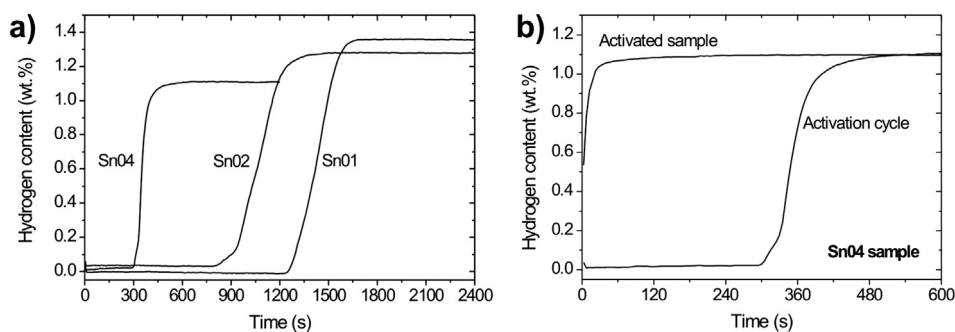 a)
Hydrogen content (wt.%)
1.4
1.2
1.0
0.8
0.6
0.4
0.2
0.0
Sn04
Sn02
Sn01
0 300 600 900 1200 1500 1800 2100 2400
Time (s)
b)
Hydrogen content (wt.%)
1.2
1.0
0.8
0.6
0.4
0.2
0.0
Activated sample
Activation cycle
Sn04 sample
0 120 240 360 480 600
Time (s)